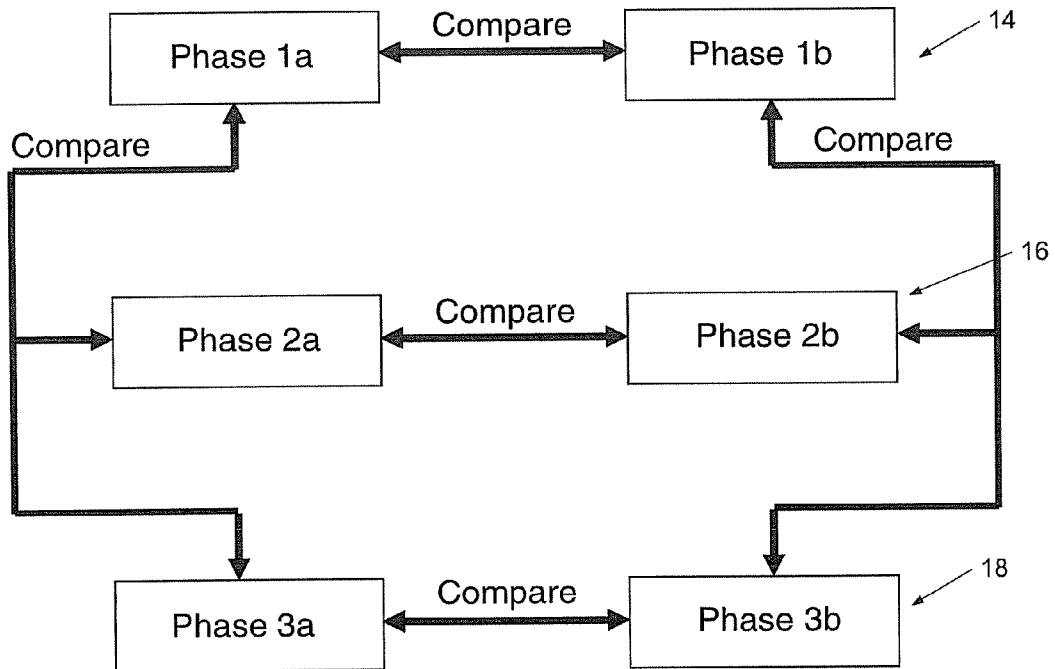 Compare
Phase 1a
Phase 1b
14
Compare
Compare
16
Compare
Phase 2a
Phase 2b
Compare
18
Phase 3a
Phase 3b